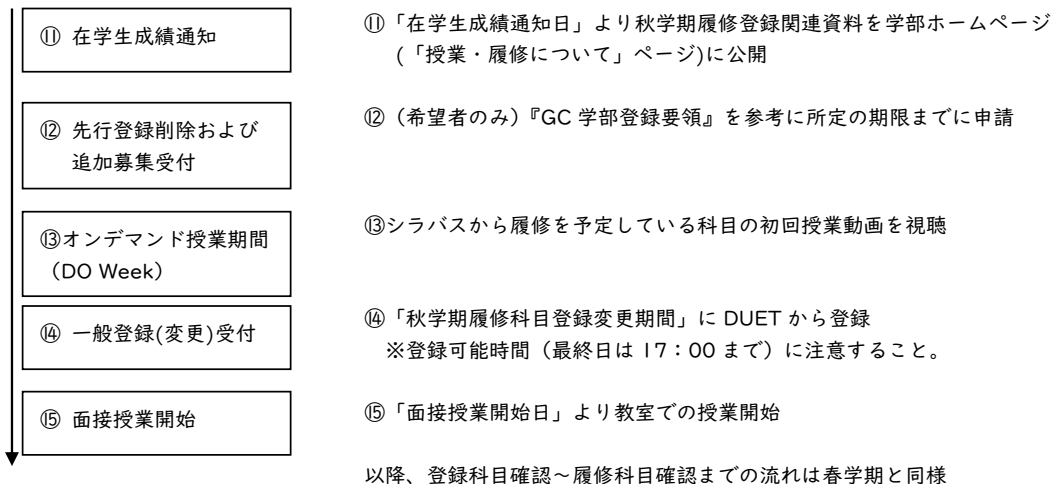 ⑪ 在学生成績通知
⑪「在学生成績通知日」より秋学期履修登録関連資料を学部ホームページ
(「授業・履修について」ページ)に公開
⑫ 先行登録削除および
追加募集受付
⑫（希望者のみ）『GC 学部登録要領』を参考に所定の期限までに申請
⑬オンデマンド授業期間
（DO Week）
⑬シラバスから履修を予定している科目の初回授業動画を視聴
⑭ 一般登録(変更)受付
⑭「秋学期履修科目登録変更期間」に DUET から登録
※登録可能時間（最終日は 17：00 まで）に注意すること。
⑮ 面接授業開始
⑮「面接授業開始日」より教室での授業開始
以降、登録科目確認～履修科目確認までの流れは春学期と同様